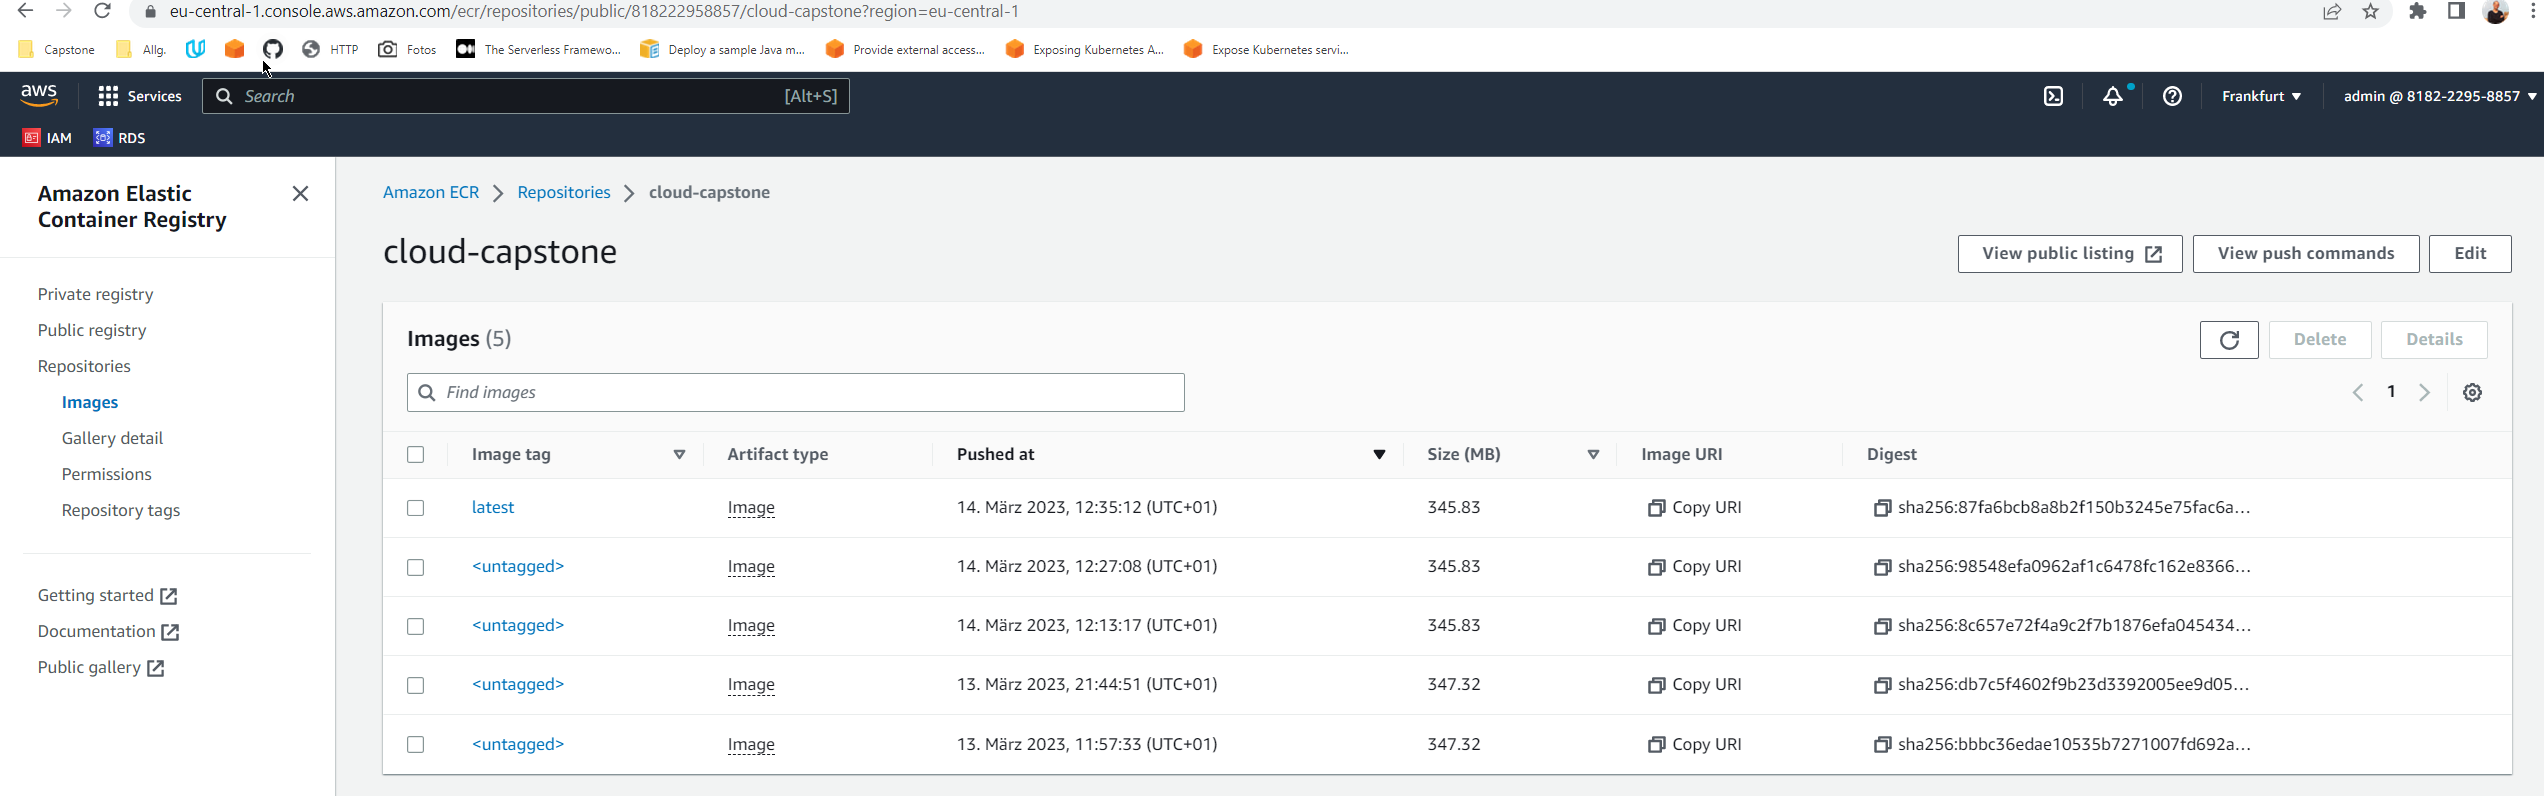 eu-central-1.console.aws.amazon.com/ecr/repositories/public/818222958857/cloud-capstone?region=eu-central-1
Capstone Allg. HTTP Fotos The Serverless Framewo... Deploy a sample Java m... Provide external access... Exposing Kubernetes A... Expose Kubernetes servi...
aws Services Search [Alt+S] Frankfurt admin @ 8182-2295-8857
IAM RDS
Amazon Elastic
Container Registry
Private registry
Public registry
Repositories
Images
Gallery detail
Permissions
Repository tags
Getting started
Documentation
Public gallery
Amazon ECR Repositories cloud-capstone
cloud-capstone
View public listing View push commands Edit
Images (5)
Delete Details
Find images
1
Image tag Artifact type Pushed at Size (MB) Image URI Digest
latest Image 14. März 2023, 12:35:12 (UTC+01) 345.83 Copy URI sha256:87fa6bcb8a8b2f150b3245e75fac6a...
<untagged> Image 14. März 2023, 12:27:08 (UTC+01) 345.83 Copy URI sha256:98548efa0962af1c6478fc162e8366...
<untagged> Image 14. März 2023, 12:13:17 (UTC+01) 345.83 Copy URI sha256:8c657e72f4a9c2f7b1876efa045434...
<untagged> Image 13. März 2023, 21:44:51 (UTC+01) 347.32 Copy URI sha256:db7c5f4602f9b23d3392005ee9d05...
<untagged> Image 13. März 2023, 11:57:33 (UTC+01) 347.32 Copy URI sha256:bbbc36edae10535b7271007fd692a...